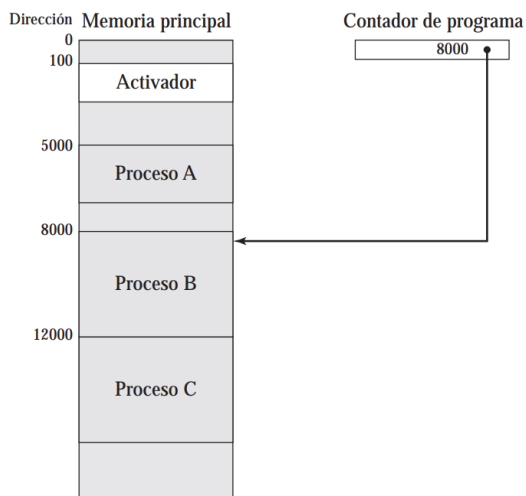 Dirección
Memoria principal
Contador de programa
0
8000
100
Activador
5000
Proceso A
8000
Proceso B
12000
Proceso C